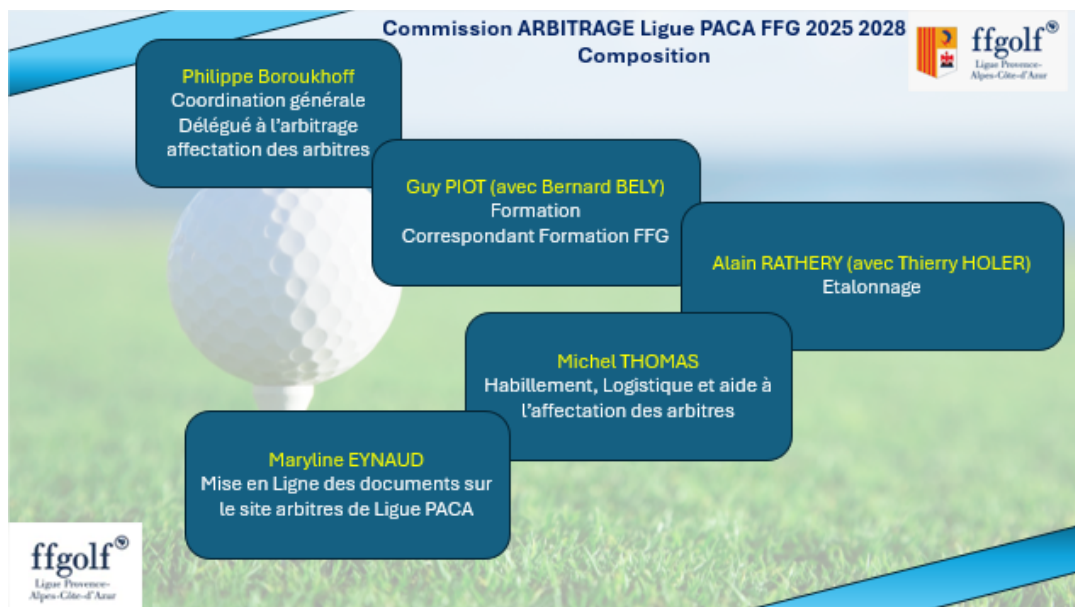 Commission ARBITRAGE Ligue PACA FFG 2025 2028
Composition
ffgolf®
Ligue Provence-
Alpes-Côte-d'Azur
Philippe Boroukhoff
Coordination générale
Délégué à l'arbitrage
affectation des arbitres
Guy PIOT (avec Bernard BELY)
Formation
Correspondant Formation FFG
Alain RATHERY (avec Thierry HOLER)
Etalonnage
Michel THOMAS
Habillement, Logistique et aide à
l'affectation des arbitres
Maryline EYNAUD
Mise en Ligne des documents sur
le site arbitres de Ligue PACA
ffgolf®
Ligue Provence-
Alpes-Côte-d'Azur